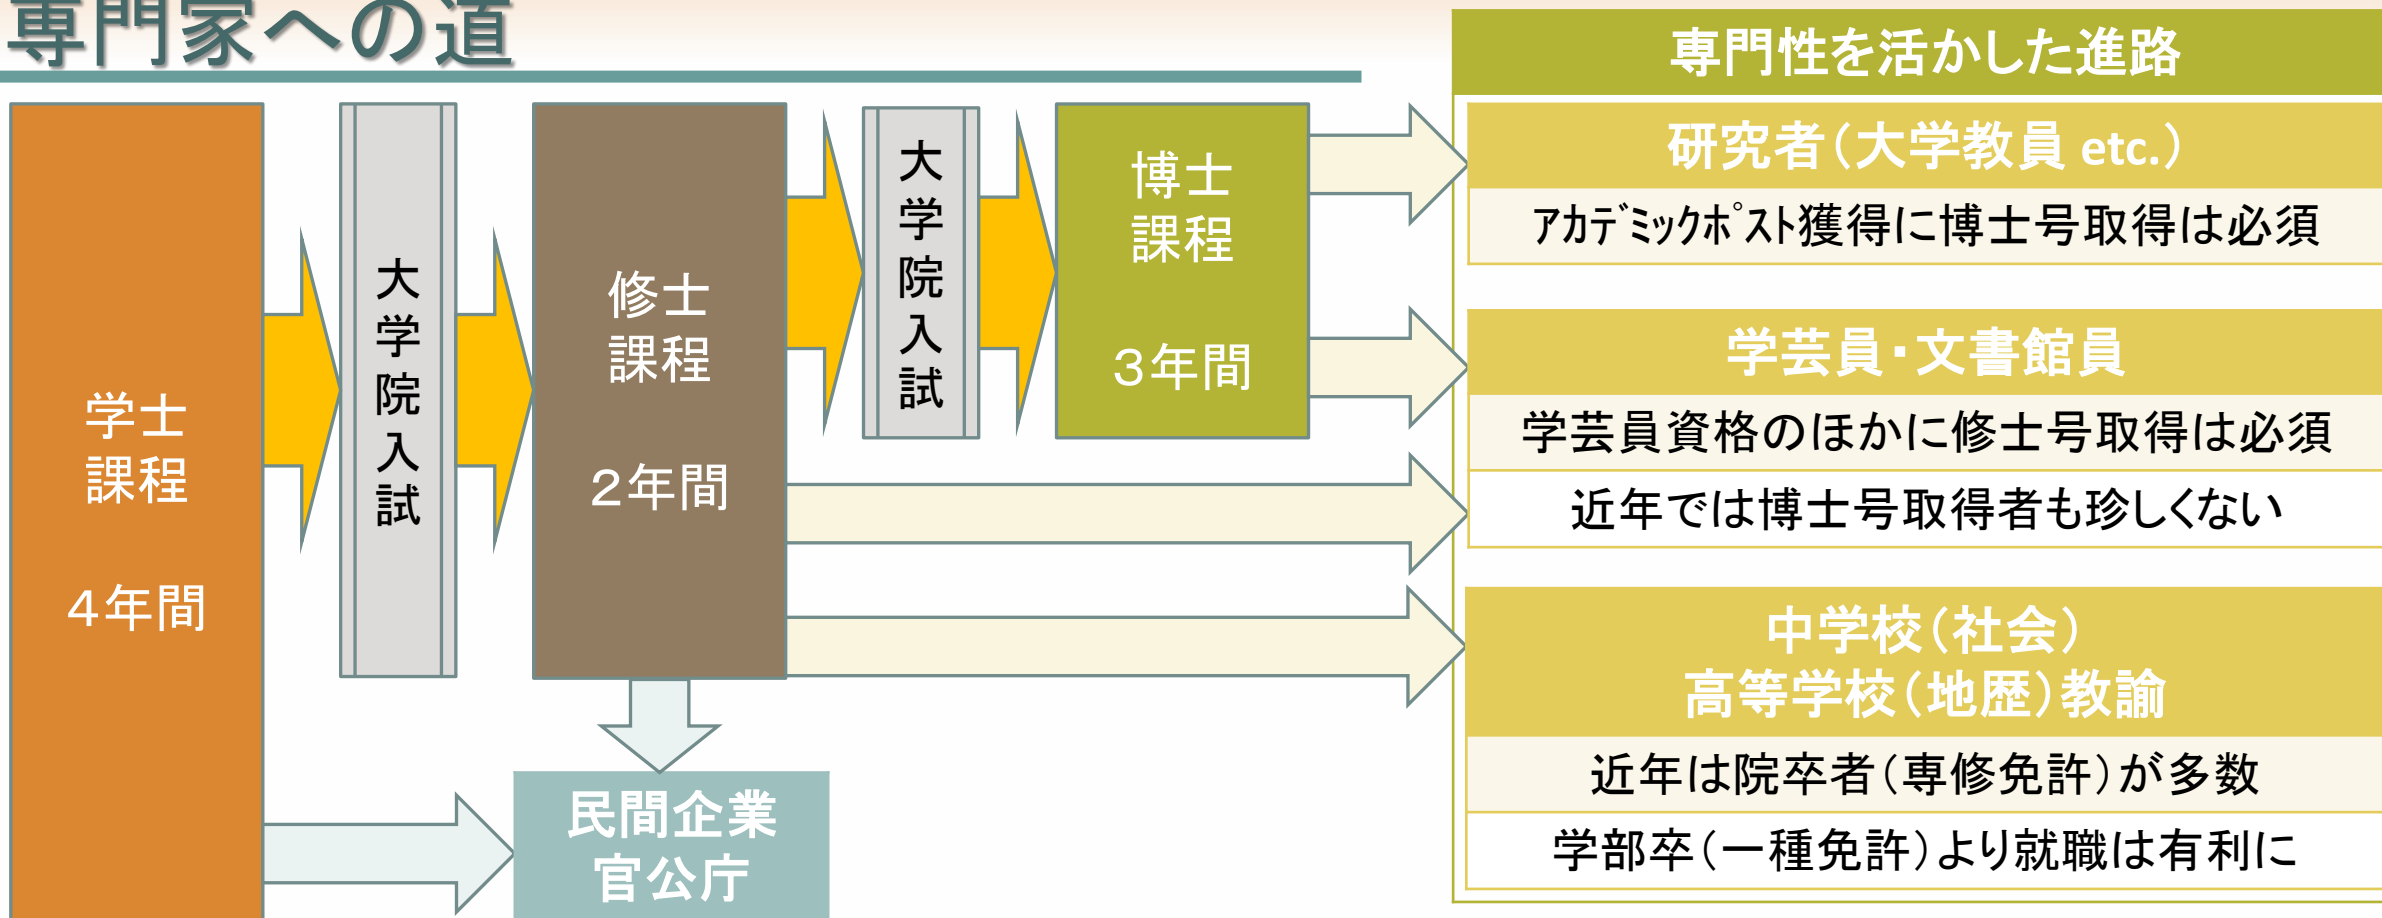 専門家への道
学士
課程
４年間
大学院入試
修士
課程
２年間
大学院入試
博士
課程
３年間
民間企業
官公庁
専門性を活かした進路
研究者（大学教員 etc.）
ｱｶﾃﾞﾐｯｸﾎﾟｽﾄ獲得に博士号取得は必須
学芸員・文書館員
学芸員資格のほかに修士号取得は必須
近年では博士号取得者も珍しくない
中学校（社会）
高等学校（地歴）教諭
近年は院卒者（専修免許）が多数
学部卒（一種免許）より就職は有利に